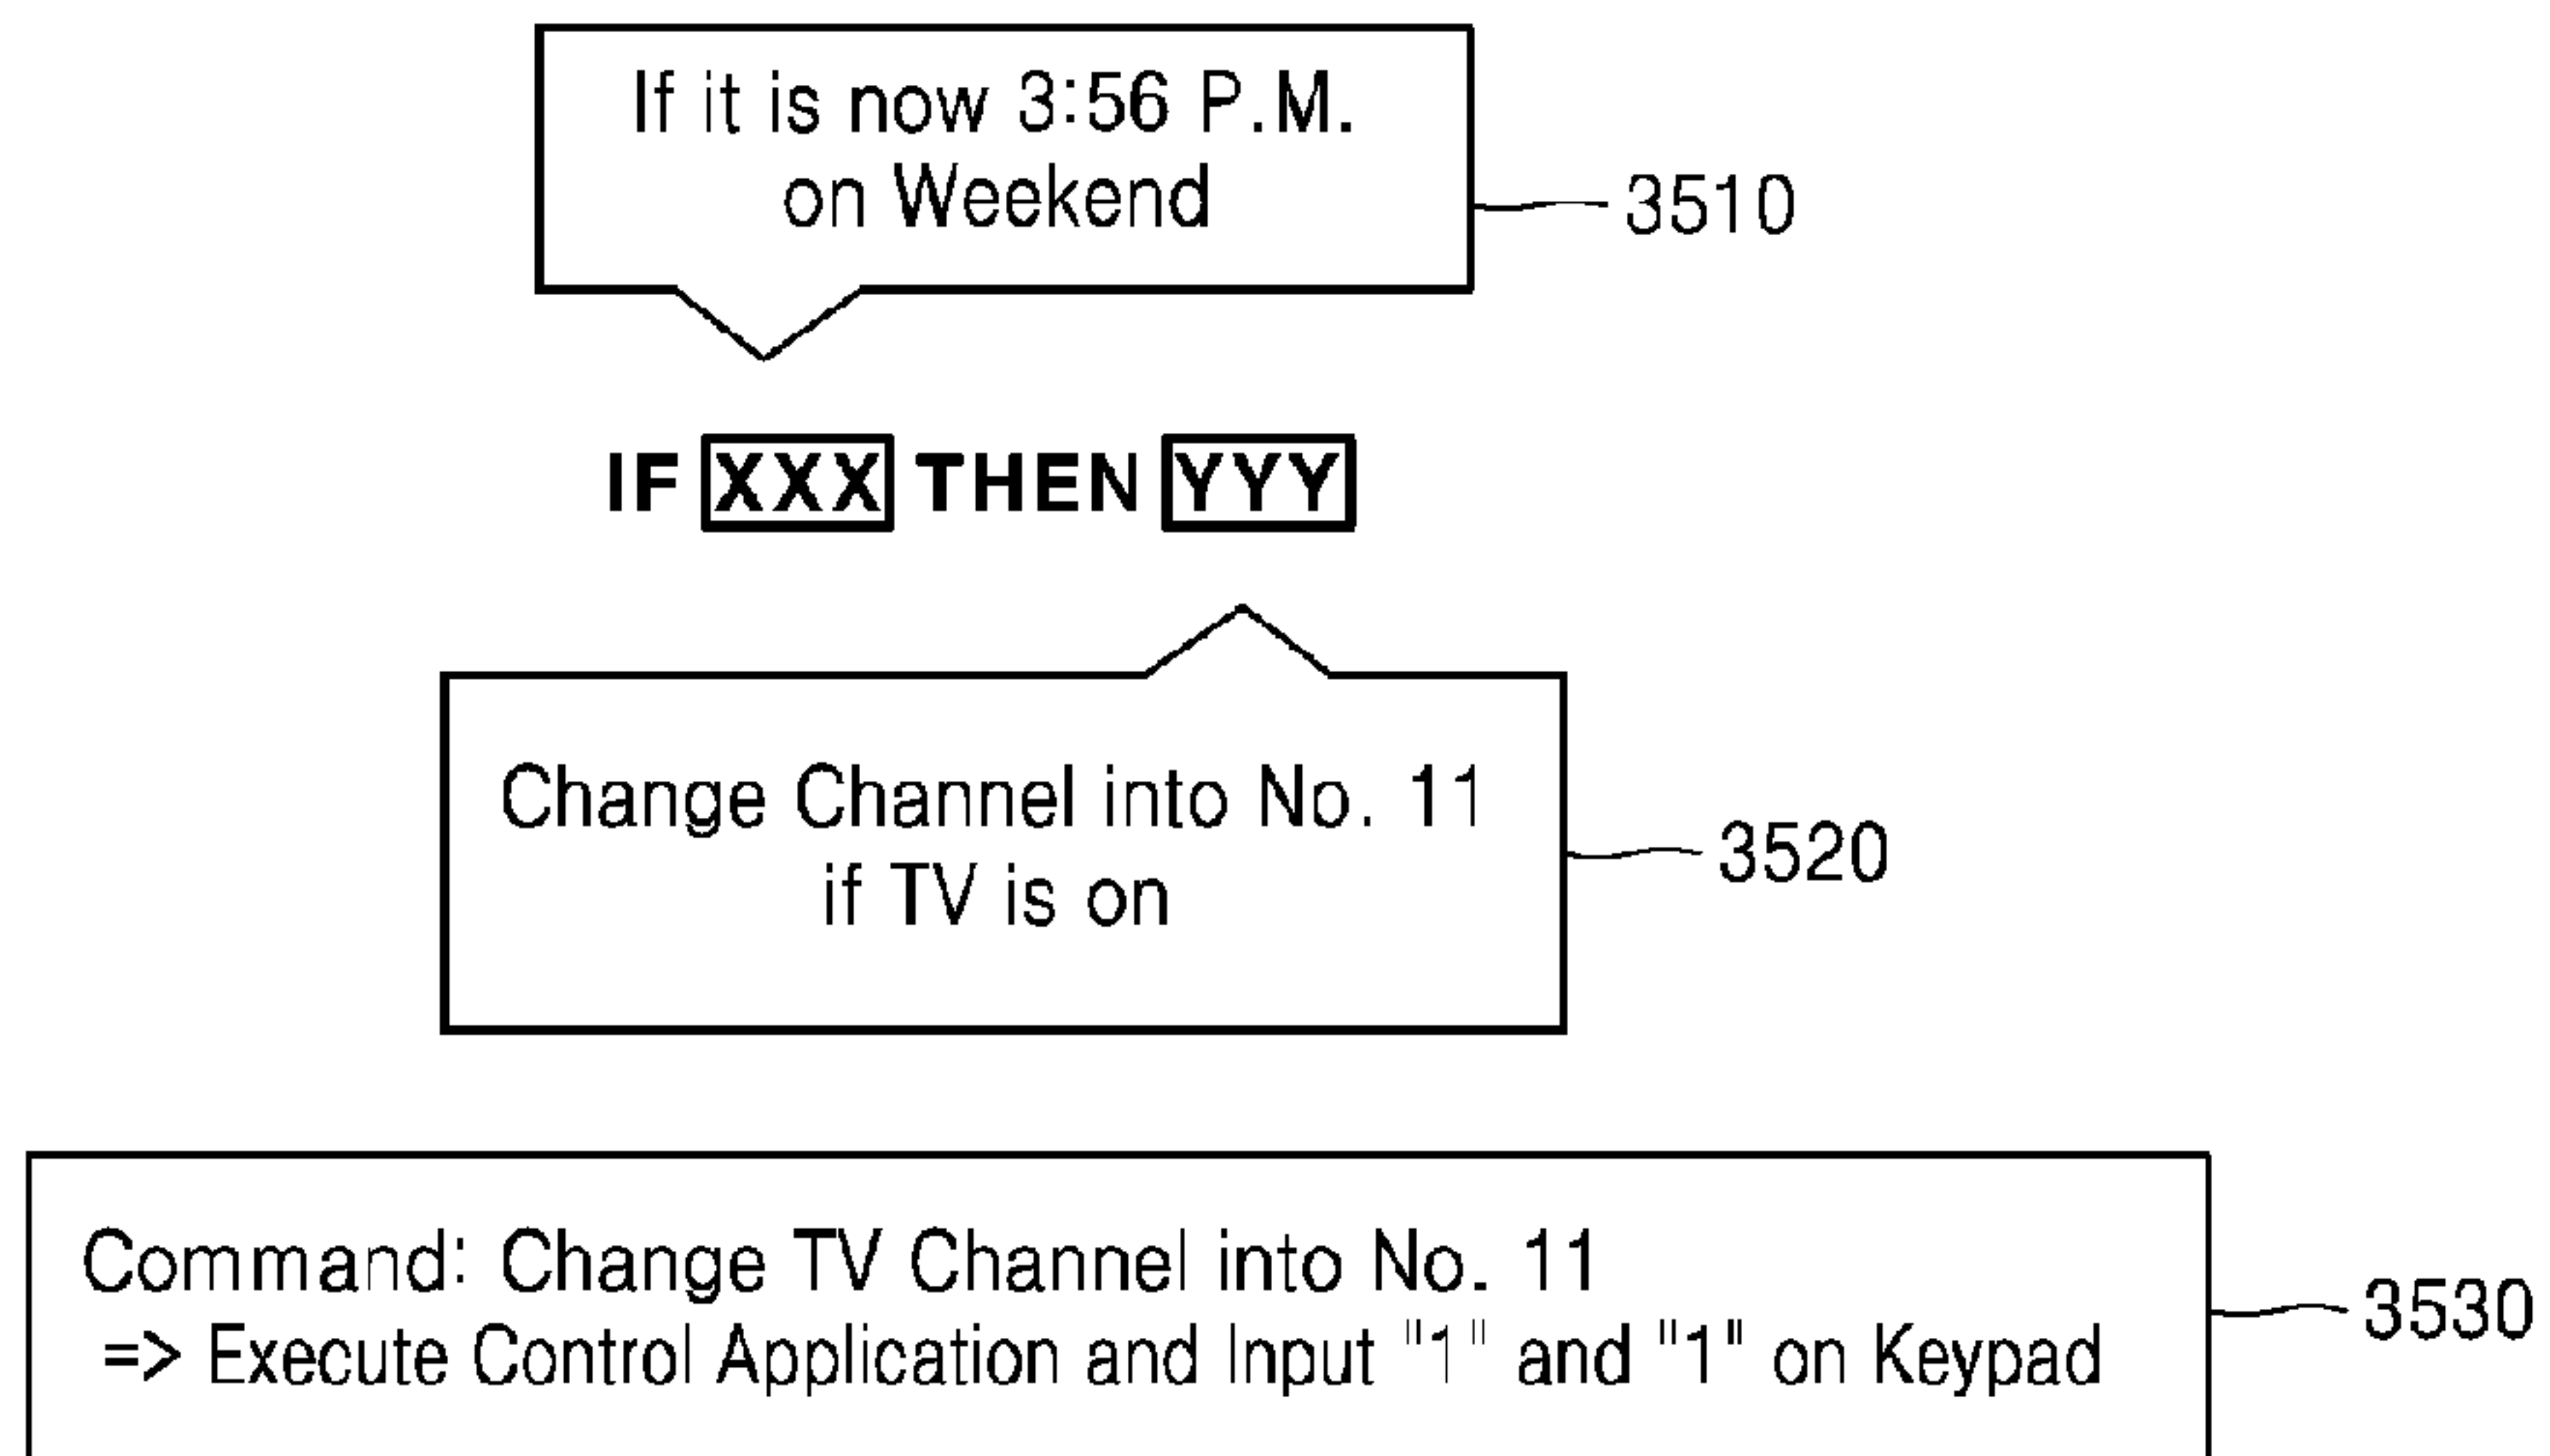 If it is now 3:56 P.M.
on Weekend
3510
IF XXX THEN YYY
Change Channel into No. 11
if TV is on
3520
Command: Change TV Channel into No. 11
=> Execute Control Application and Input "1" and "1" on Keypad
3530